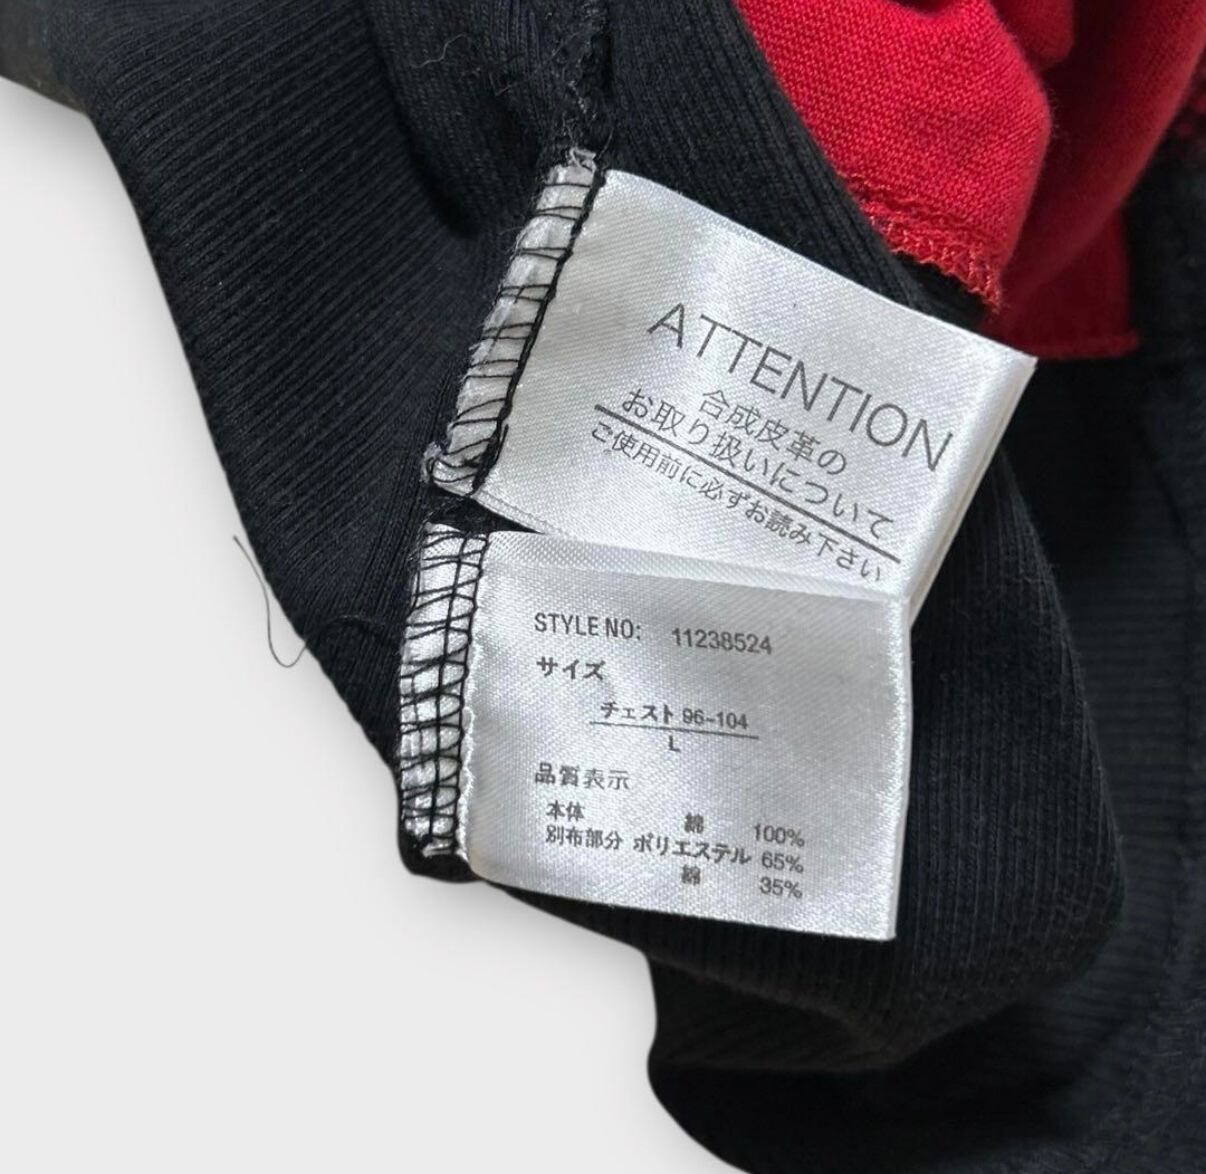 ATTENTION
合成皮革の
お取り扱いについて
ご使用前に必ずお読み下さい
STYLE NO: 11238524
サイズ
チェスト 96-104
L
品質表示
本体 綿 100%
別布部分 ポリエステル 65%
綿 35%